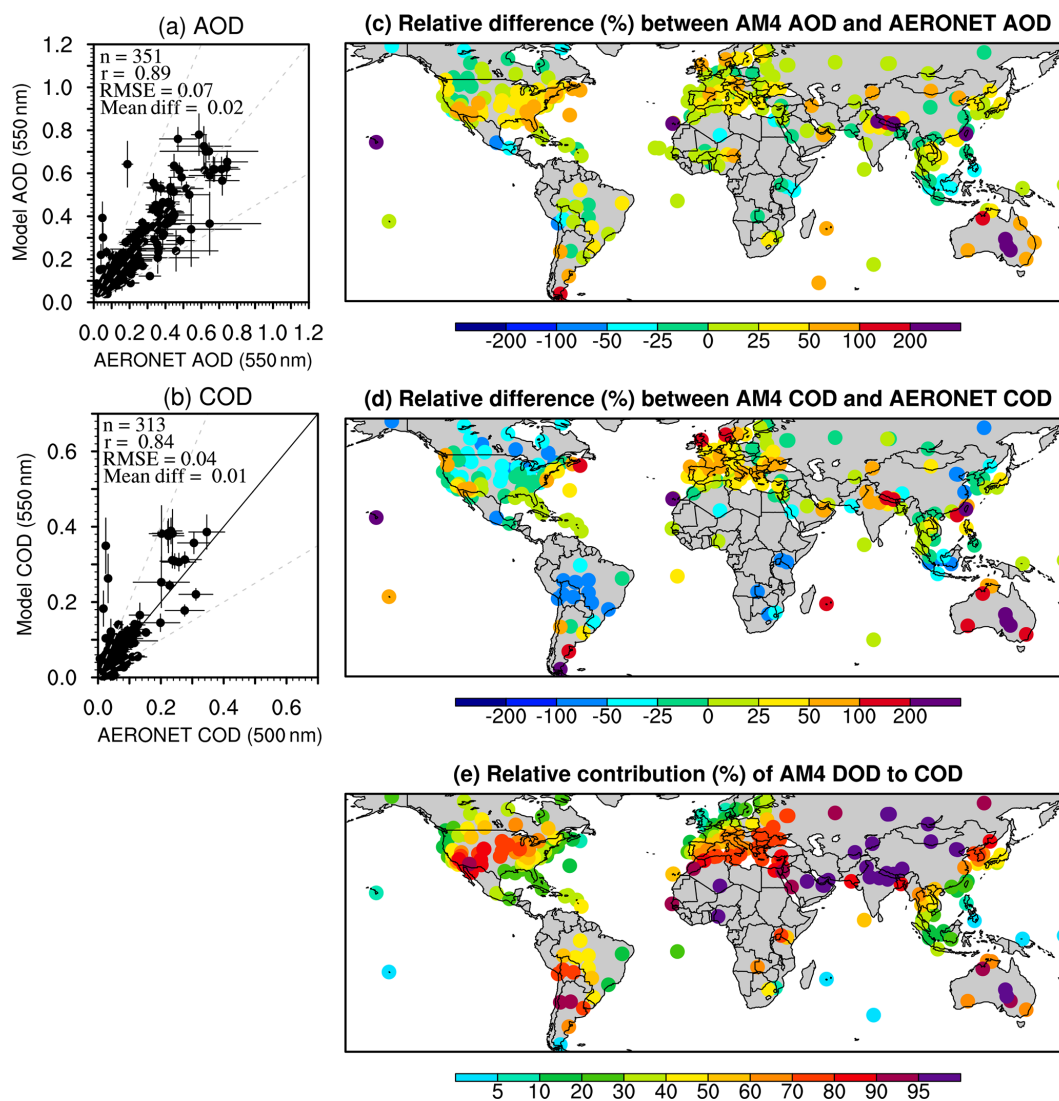 (a) AOD
n = 351
r = 0.89
RMSE = 0.07
Mean diff = 0.02
Model AOD (550 nm)
1.2
1.0
0.8
0.6
0.4
0.2
0.0
0.0 0.2 0.4 0.6 0.8 1.0 1.2
AERONET AOD (550 nm)
(c) Relative difference (%) between AM4 AOD and AERONET AOD
-200 -100 -50 -25 0 25 50 100 200
(b) COD
n = 313
r = 0.84
RMSE = 0.04
Mean diff = 0.01
Model COD (550 nm)
0.6
0.4
0.2
0.0
0.0 0.2 0.4 0.6
AERONET COD (500 nm)
(d) Relative difference (%) between AM4 COD and AERONET COD
-200 -100 -50 -25 0 25 50 100 200
(e) Relative contribution (%) of AM4 DOD to COD
5 10 20 30 40 50 60 70 80 90 95